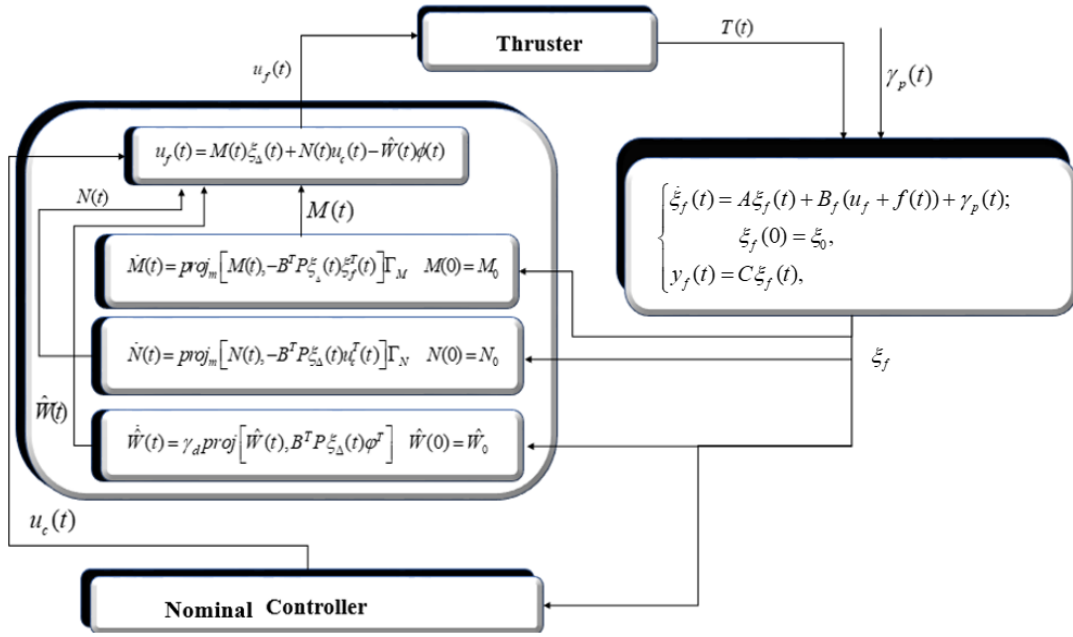 T(t)
Thruster
u_f(t)
γ_p(t)
u_f(t) = M(t)ξ_Δ(t) + N(t)u_c(t) − Ŵ(t)ϕ(t)
N(t)
M(t)
ξ̇_f(t) = Aξ_f(t) + B_f(u_f + f(t)) + γ_p(t);
ξ_f(0) = ξ_0,
y_f(t) = Cξ_f(t),
Ṁ(t) = proj_m[M(t), −B^T Pξ_Δ(t)ξ_f^T(t)]Γ_M M(0) = M_0
Ṅ(t) = proj_m[N(t), −B^T Pξ_Δ(t)u_c^T(t)]Γ_N N(0) = N_0
ξ_f
Ŵ(t)
Ŵ̇(t) = γ_d proj[Ŵ(t), B^T Pξ_Δ(t)φ^T] Ŵ(0) = Ŵ_0
u_c(t)
Nominal Controller